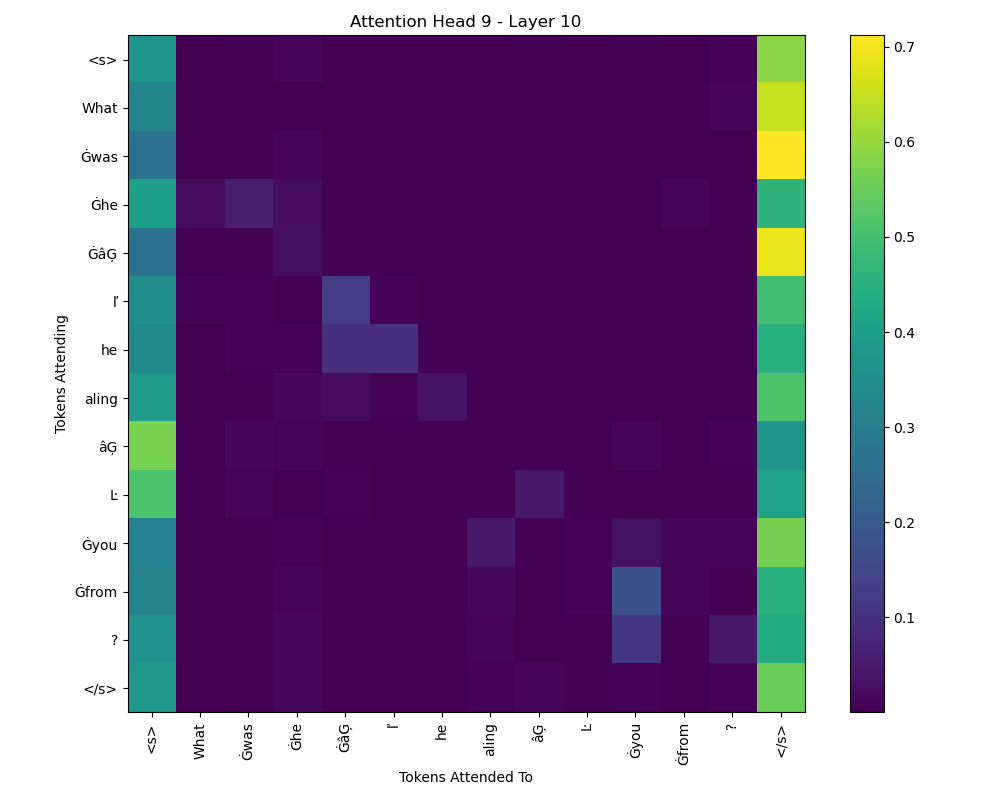 Attention Head 9 - Layer 10
<s>
What
Ġwas
Ġhe
ĠâĢ
ľ
he
aling
âĢ
Ŀ
Ġyou
Ġfrom
?
</s>
Tokens Attending
<s>
What
Ġwas
Ġhe
ĠâĢ
ľ
he
aling
âĢ
Ŀ
Ġyou
Ġfrom
?
</s>
Tokens Attended To
0.7
0.6
0.5
0.4
0.3
0.2
0.1